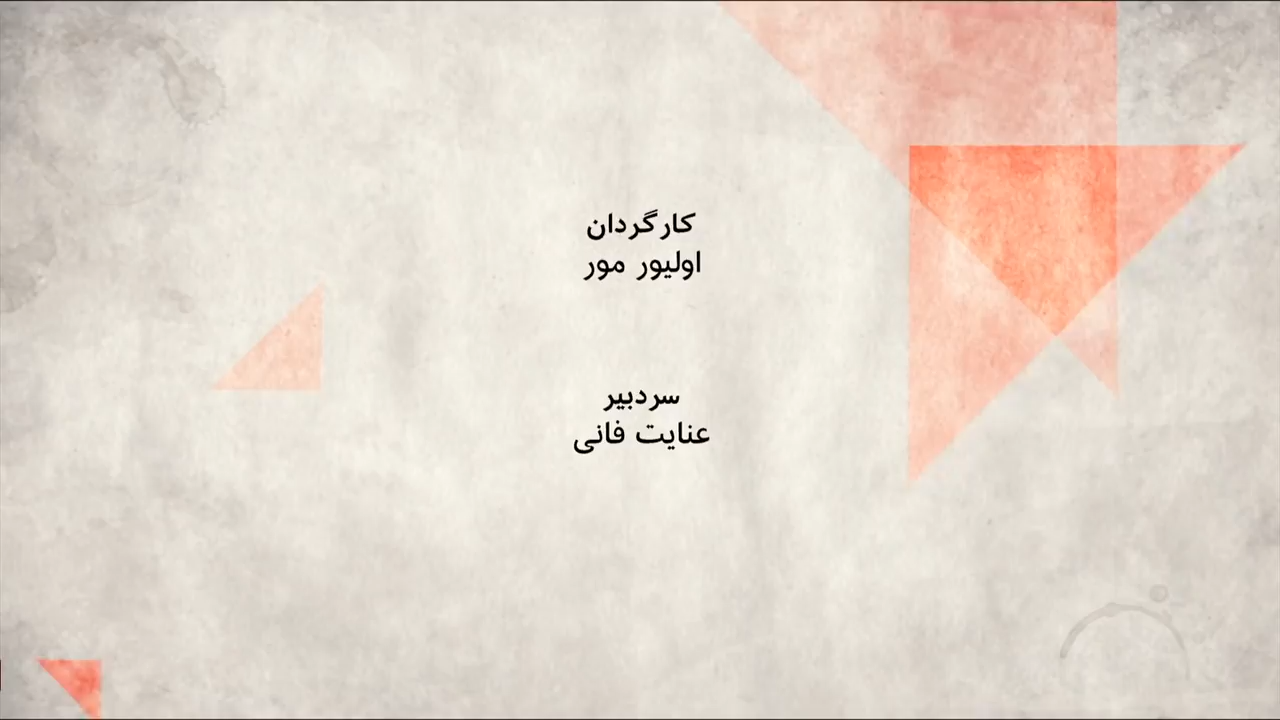 کارگردان
اولیور مور
سردبیر
عنایت فانی